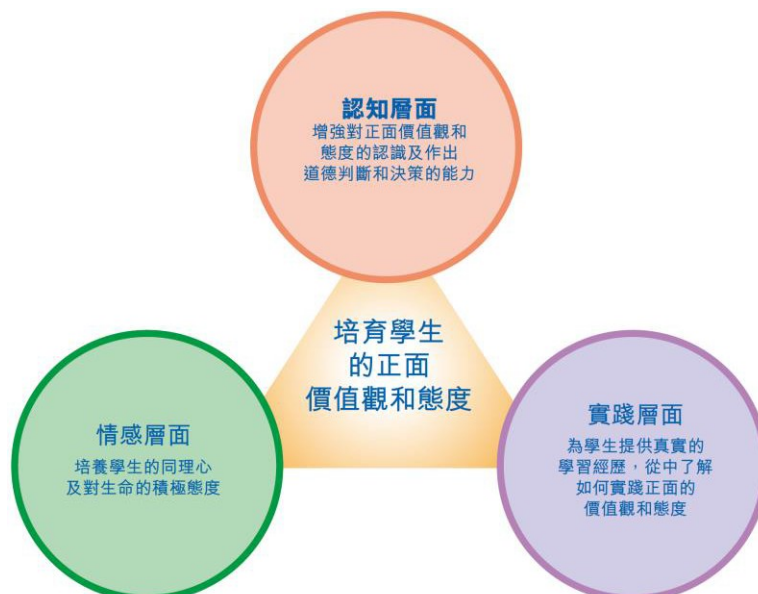 認知層面
增強對正面價值觀和
態度的認識及作出
道德判斷和決策的能力
培育學生
的正面
價值觀和態度
情感層面
培養學生的同理心
及對生命的積極態度
實踐層面
為學生提供真實的
學習經歷，從中了解
如何實踐正面的
價值觀和態度